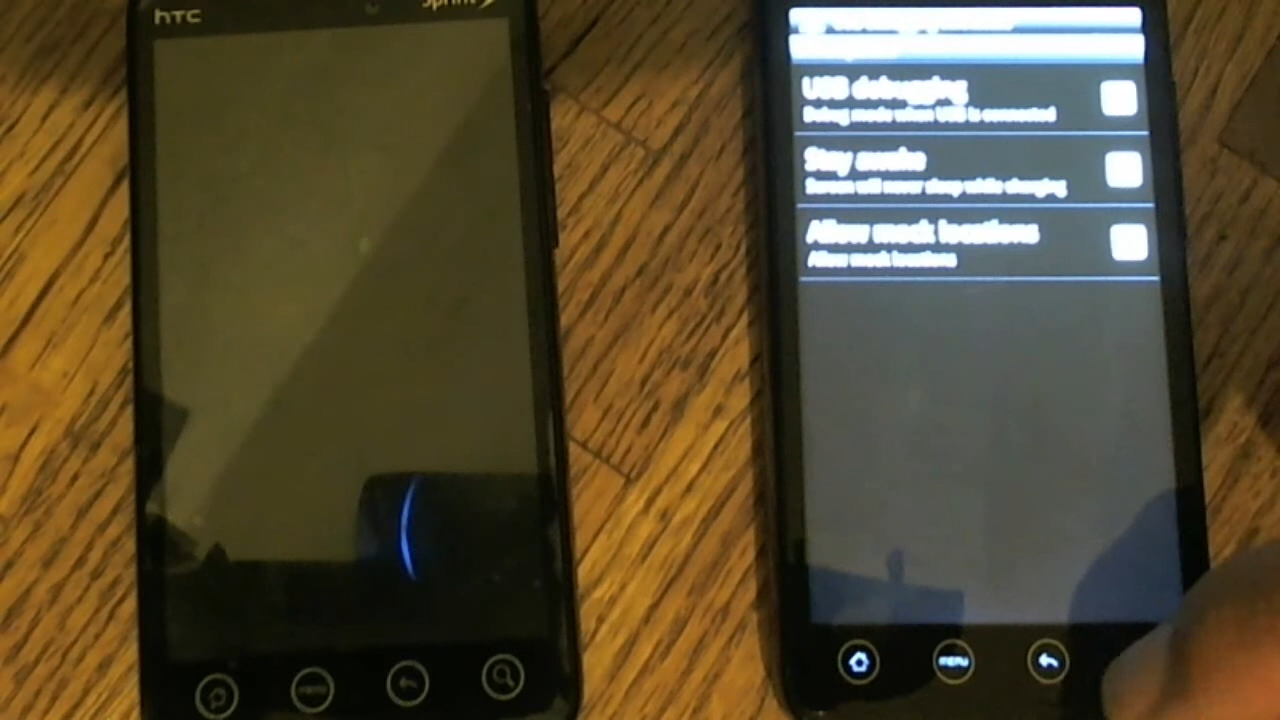 hTC
Sprint
USB debugging
Debug mode when USB is connected
Stay awake
Screen will never sleep while charging
Allow mock locations
Allow mock locations
MENU
MENU